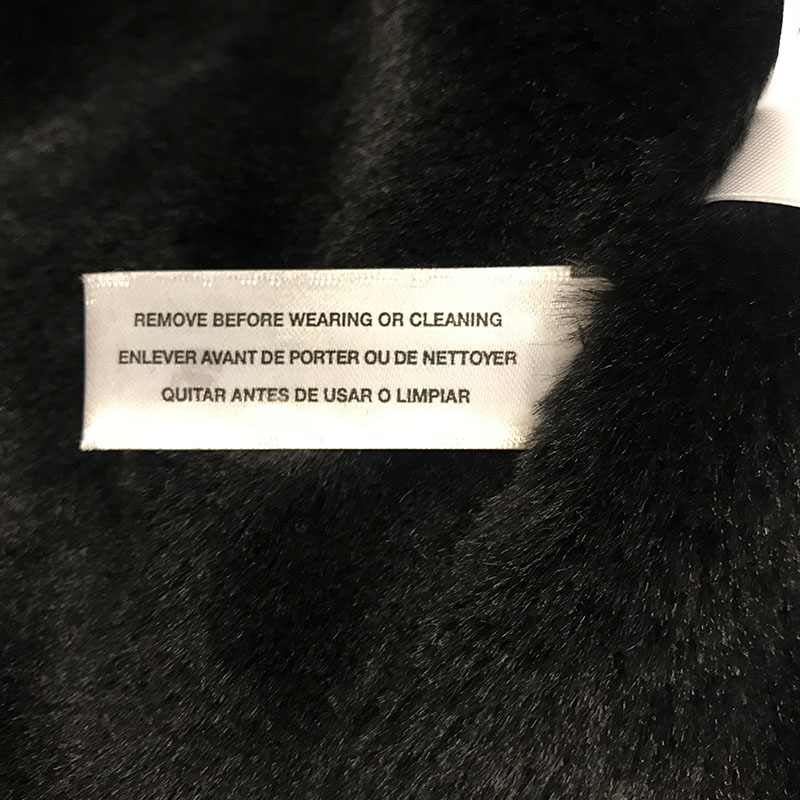 REMOVE BEFORE WEARING OR CLEANING
ENLEVER AVANT DE PORTER OU DE NETTOYER
QUITAR ANTES DE USAR O LIMPIAR